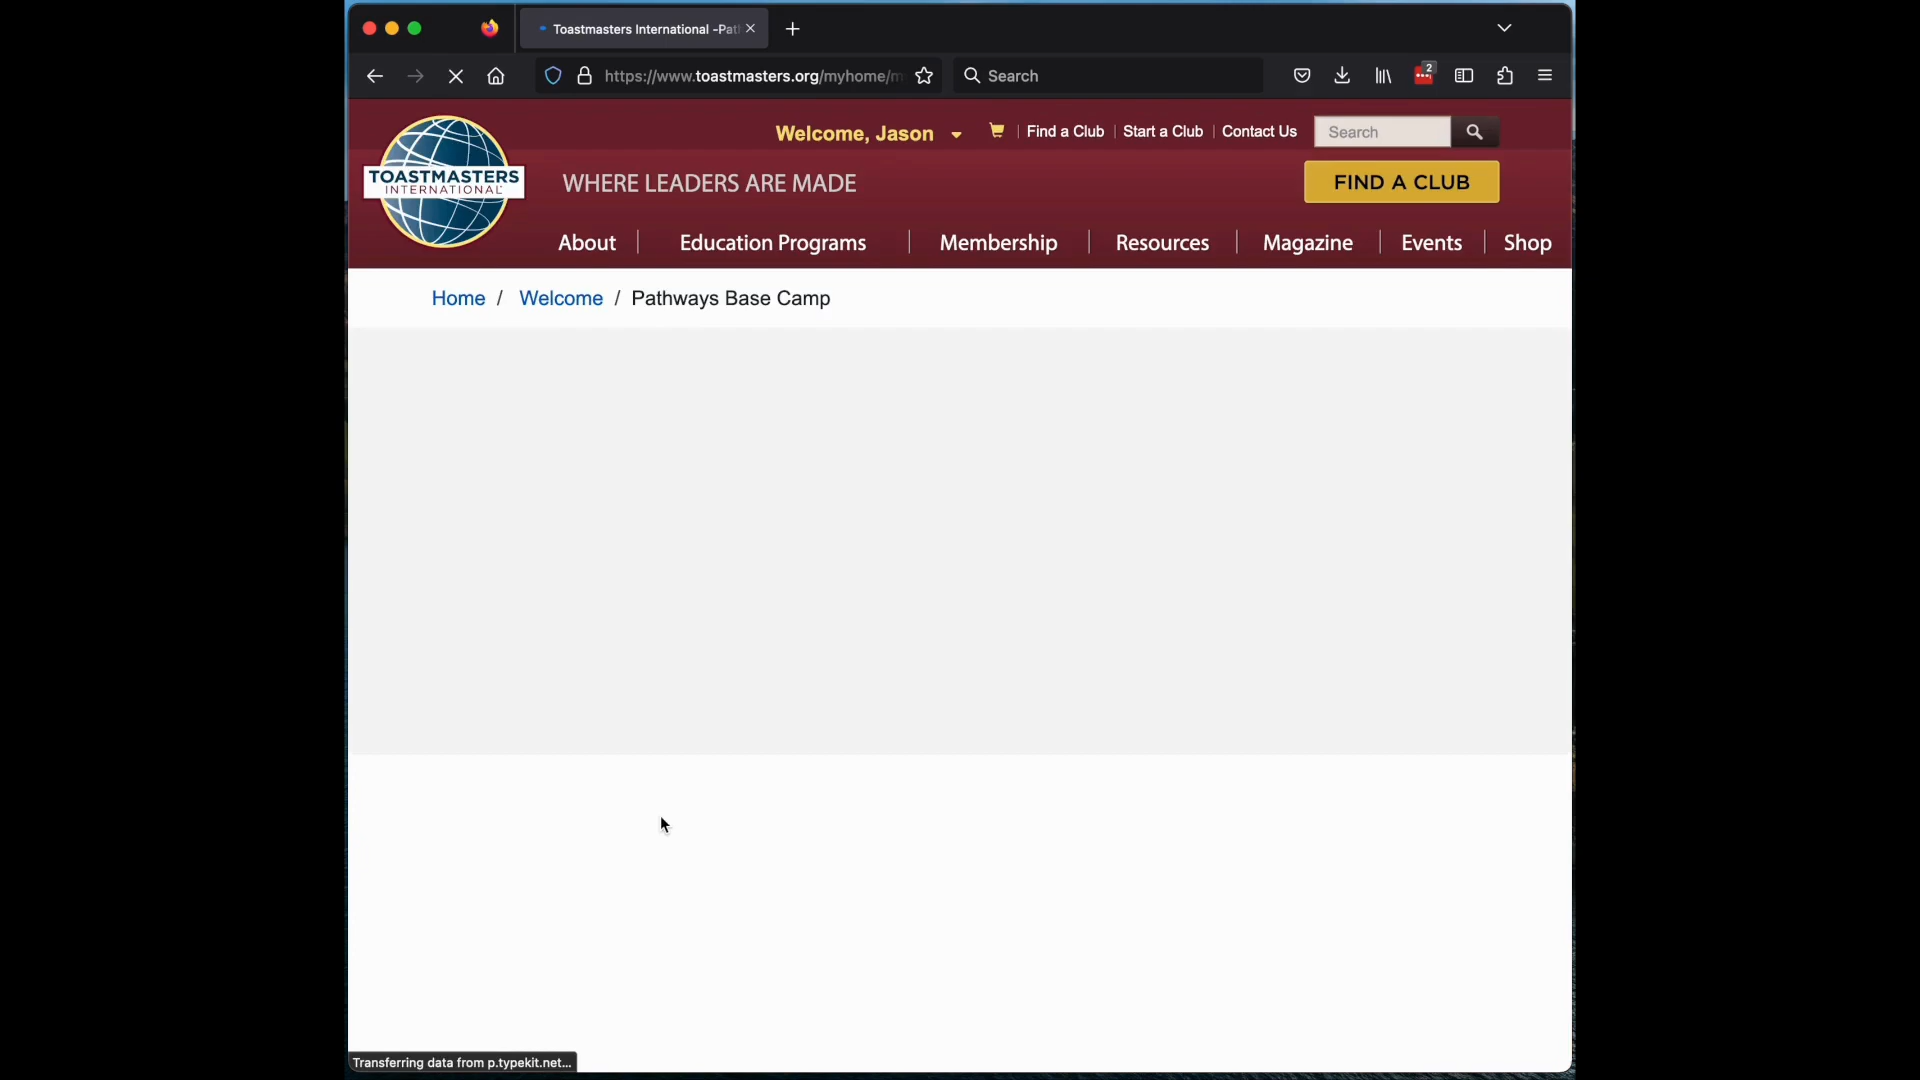 Toastmasters International -Pat
https://www.toastmasters.org/myhome/m
Search
2
Welcome, Jason
Find a Club
Start a Club
Contact Us
Search
TOASTMASTERS
INTERNATIONAL
WHERE LEADERS ARE MADE
FIND A CLUB
About
Education Programs
Membership
Resources
Magazine
Events
Shop
Home / Welcome / Pathways Base Camp
Transferring data from p.typekit.net...